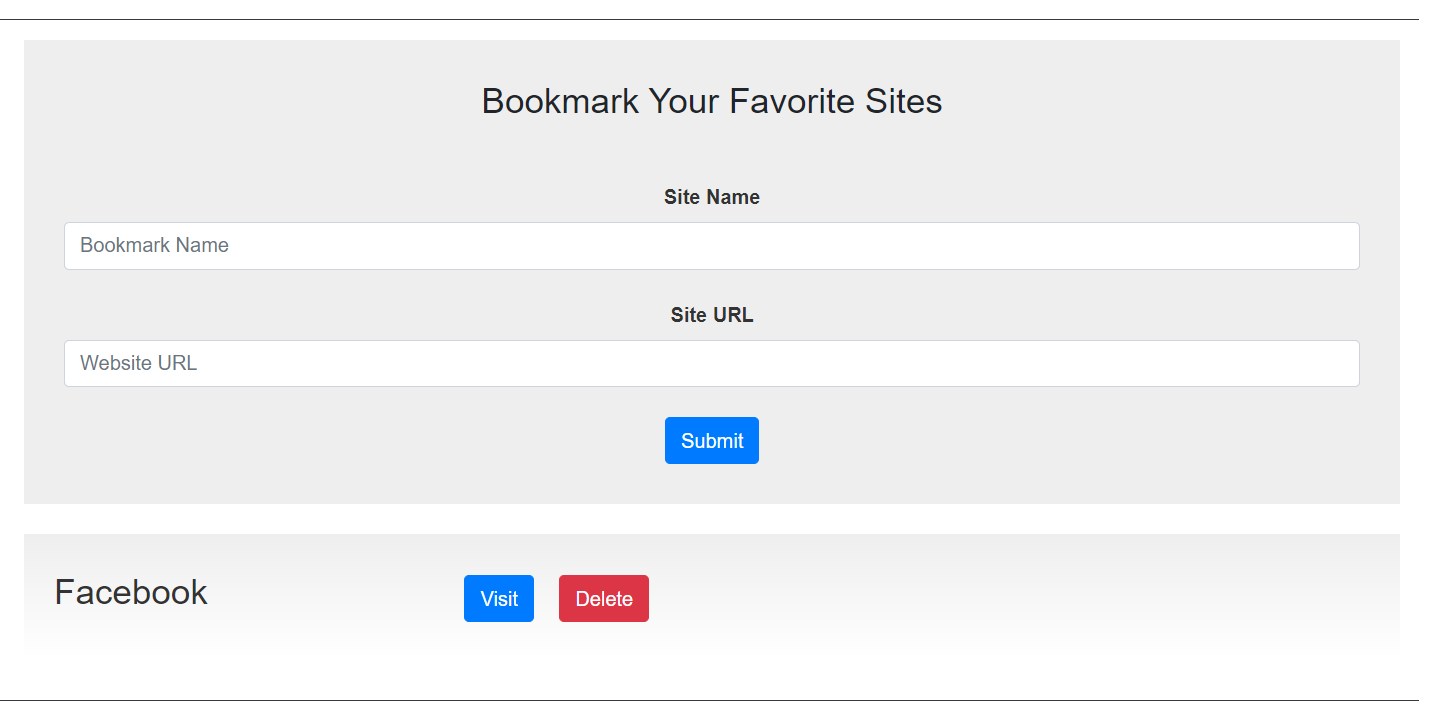 Bookmark Your Favorite Sites
Site Name
Bookmark Name
Site URL
Website URL
Submit
Facebook Visit Delete